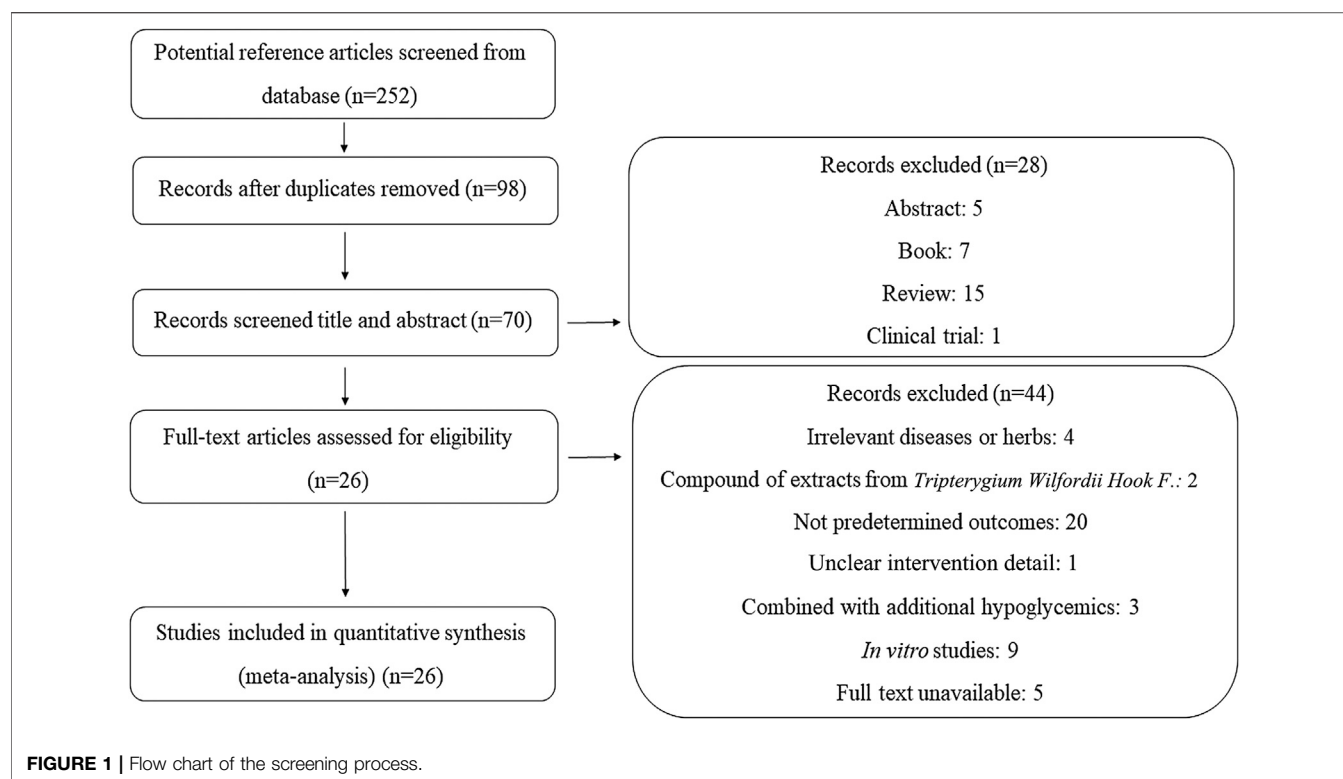 Potential reference articles screened from
database (n=252)
Records after duplicates removed (n=98)
Records screened title and abstract (n=70)
Full-text articles assessed for eligibility
(n=26)
Studies included in quantitative synthesis
(meta-analysis) (n=26)
Records excluded (n=28)
Abstract: 5
Book: 7
Review: 15
Clinical trial: 1
Records excluded (n=44)
Irrelevant diseases or herbs: 4
Compound of extracts from Tripterygium Wilfordii Hook F.: 2
Not predetermined outcomes: 20
Unclear intervention detail: 1
Combined with additional hypoglycemics: 3
In vitro studies: 9
Full text unavailable: 5
FIGURE 1 | Flow chart of the screening process.